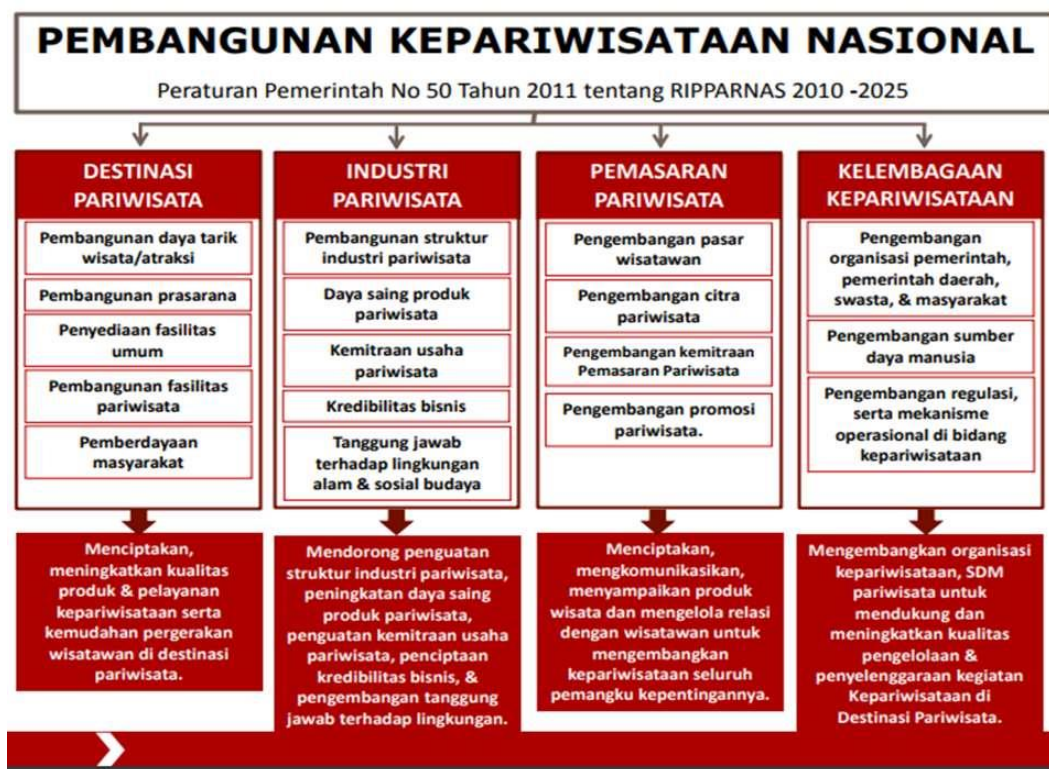 PEMBANGUNAN KEPARIWISATAAN NASIONAL
Peraturan Pemerintah No 50 Tahun 2011 tentang RIPPARNAS 2010 -2025
DESTINASI
PARIWISATA
Pembangunan daya tarik
wisata/atraksi
Pembangunan prasarana
Penyediaan fasilitas
umum
Pembangunan fasilitas
pariwisata
Pemberdayaan
masyarakat
Menciptakan,
meningkatkan kualitas
produk & pelayanan
kepariwisataan serta
kemudahan pergerakan
wisatawan di destinasi
pariwisata.
INDUSTRI
PARIWISATA
Pembangunan struktur
industri pariwisata
Daya saing produk
pariwisata
Kemitraan usaha
pariwisata
Kredibilitas bisnis
Tanggung jawab
terhadap lingkungan
alam & sosial budaya
Mendorong penguatan
struktur industri pariwisata,
peningkatan daya saing
produk pariwisata,
penguatan kemitraan usaha
pariwisata, penciptaan
kredibilitas bisnis, &
pengembangan tanggung
jawab terhadap lingkungan.
PEMASARAN
PARIWISATA
Pengembangan pasar
wisatawan
Pengembangan citra
pariwisata
Pengembangan kemitraan
Pemasaran Pariwisata
Pengembangan promosi
pariwisata.
Menciptakan,
mengkomunikasikan,
menyampaikan produk
wisata dan mengelola relasi
dengan wisatawan untuk
mengembangkan
kepariwisataan seluruh
pemangku kepentingannya.
KELEMBAGAAN
KEPARIWISATAAN
Pengembangan
organisasi pemerintah,
pemerintah daerah,
swasta, & masyarakat
Pengembangan sumber
daya manusia
Pengembangan regulasi,
serta mekanisme
operasional di bidang
kepariwisataan
Mengembangkan organisasi
kepariwisataan, SDM
pariwisata untuk
mendukung dan
meningkatkan kualitas
pengelolaan &
penyelenggaraan kegiatan
Kepariwisataan di
Destinasi Pariwisata.